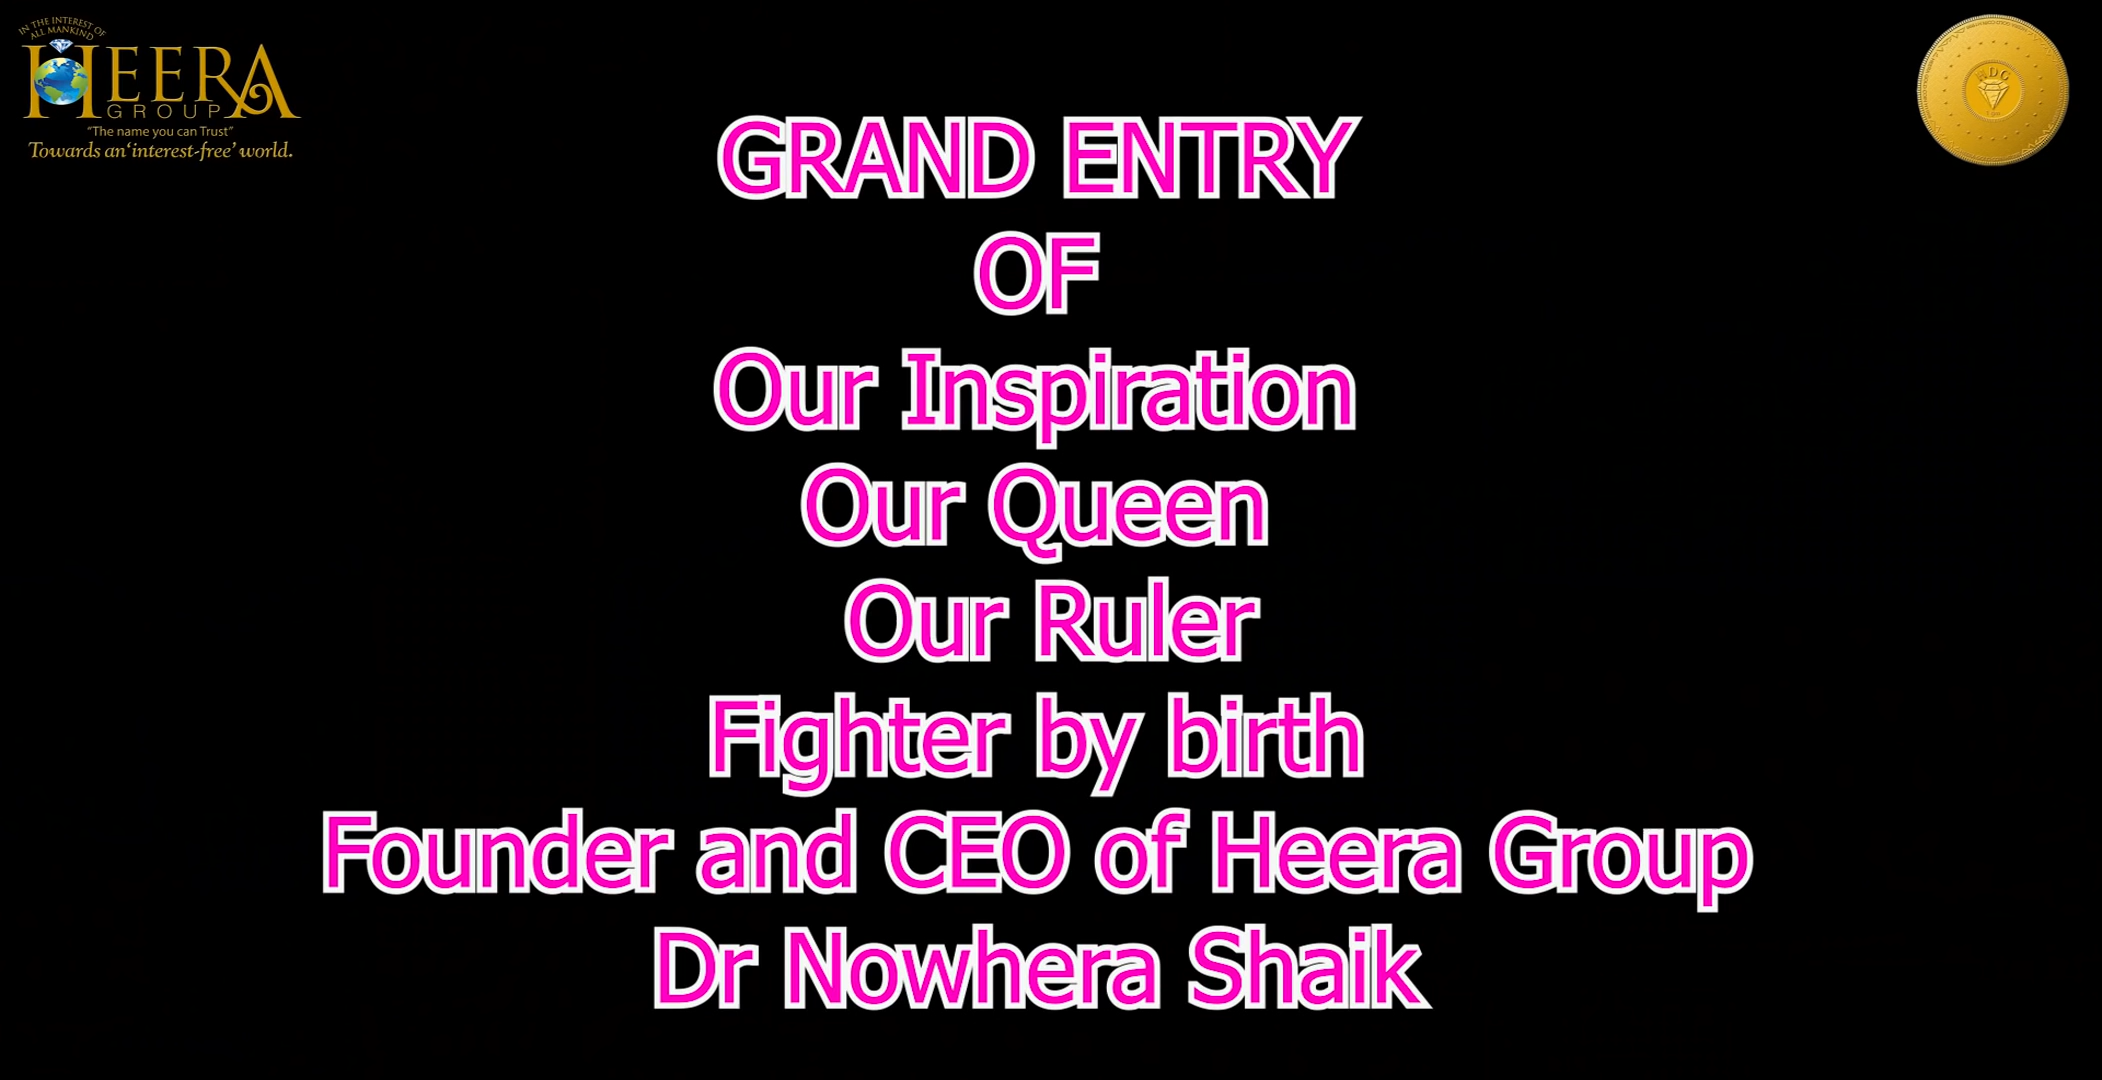 IN THE INTEREST OF
ALL MANKIND
HEERA
GROUP
"The name you can Trust"
Towards an 'interest-free' world.
HDG
GRAND ENTRY
OF
Our Inspiration
Our Queen
Our Ruler
Fighter by birth
Founder and CEO of Heera Group
Dr Nowhera Shaik